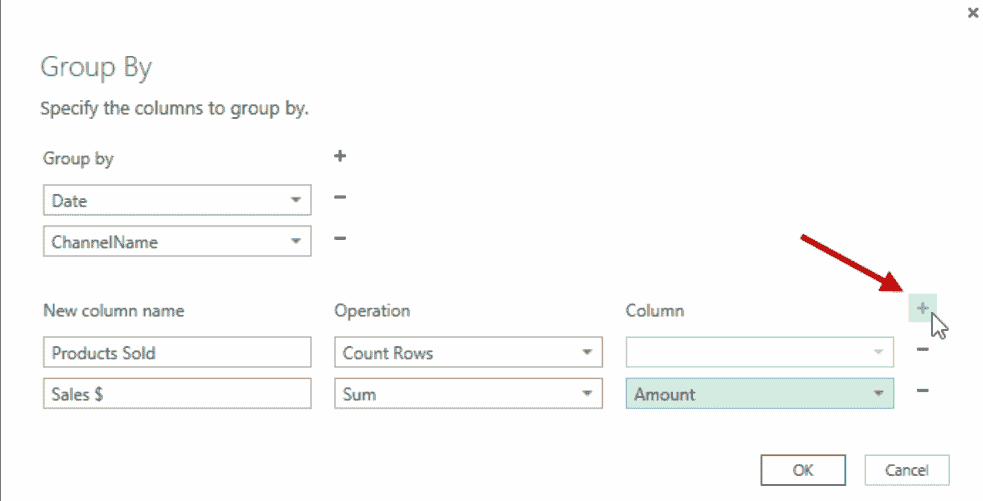 Group By
Specify the columns to group by.
Group by +
Date −
ChannelName −
New column name Operation Column +
Products Sold Count Rows −
Sales $ Sum Amount −
OK Cancel